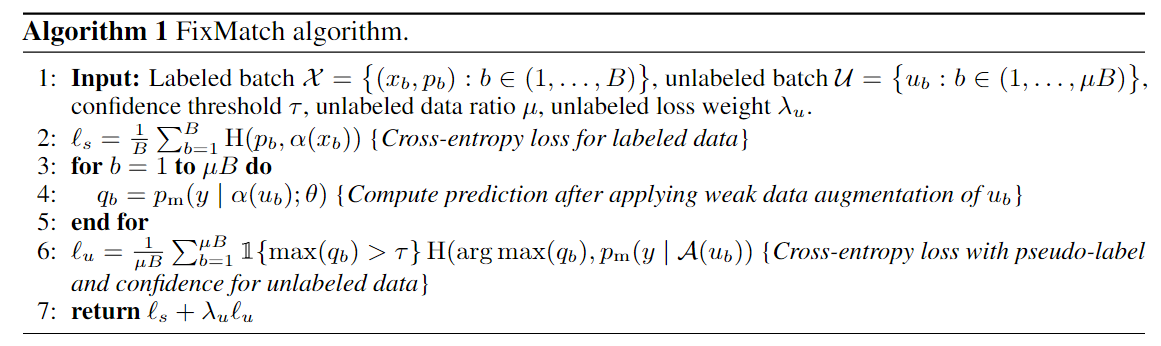 Algorithm 1 FixMatch algorithm.
1: Input: Labeled batch 𝒳 = {(x_b, p_b) : b ∈ (1, . . . , B)}, unlabeled batch 𝒰 = {u_b : b ∈ (1, . . . , μB)},
confidence threshold τ, unlabeled data ratio μ, unlabeled loss weight λ_u.
2: ℓ_s = 1/B ∑_{b=1}^{B} H(p_b, α(x_b)) {Cross-entropy loss for labeled data}
3: for b = 1 to μB do
4: q_b = p_m(y | α(u_b); θ) {Compute prediction after applying weak data augmentation of u_b}
5: end for
6: ℓ_u = 1/μB ∑_{b=1}^{μB} 𝟙{max(q_b) > τ} H(arg max(q_b), p_m(y | 𝒜(u_b)) {Cross-entropy loss with pseudo-label
and confidence for unlabeled data}
7: return ℓ_s + λ_uℓ_u